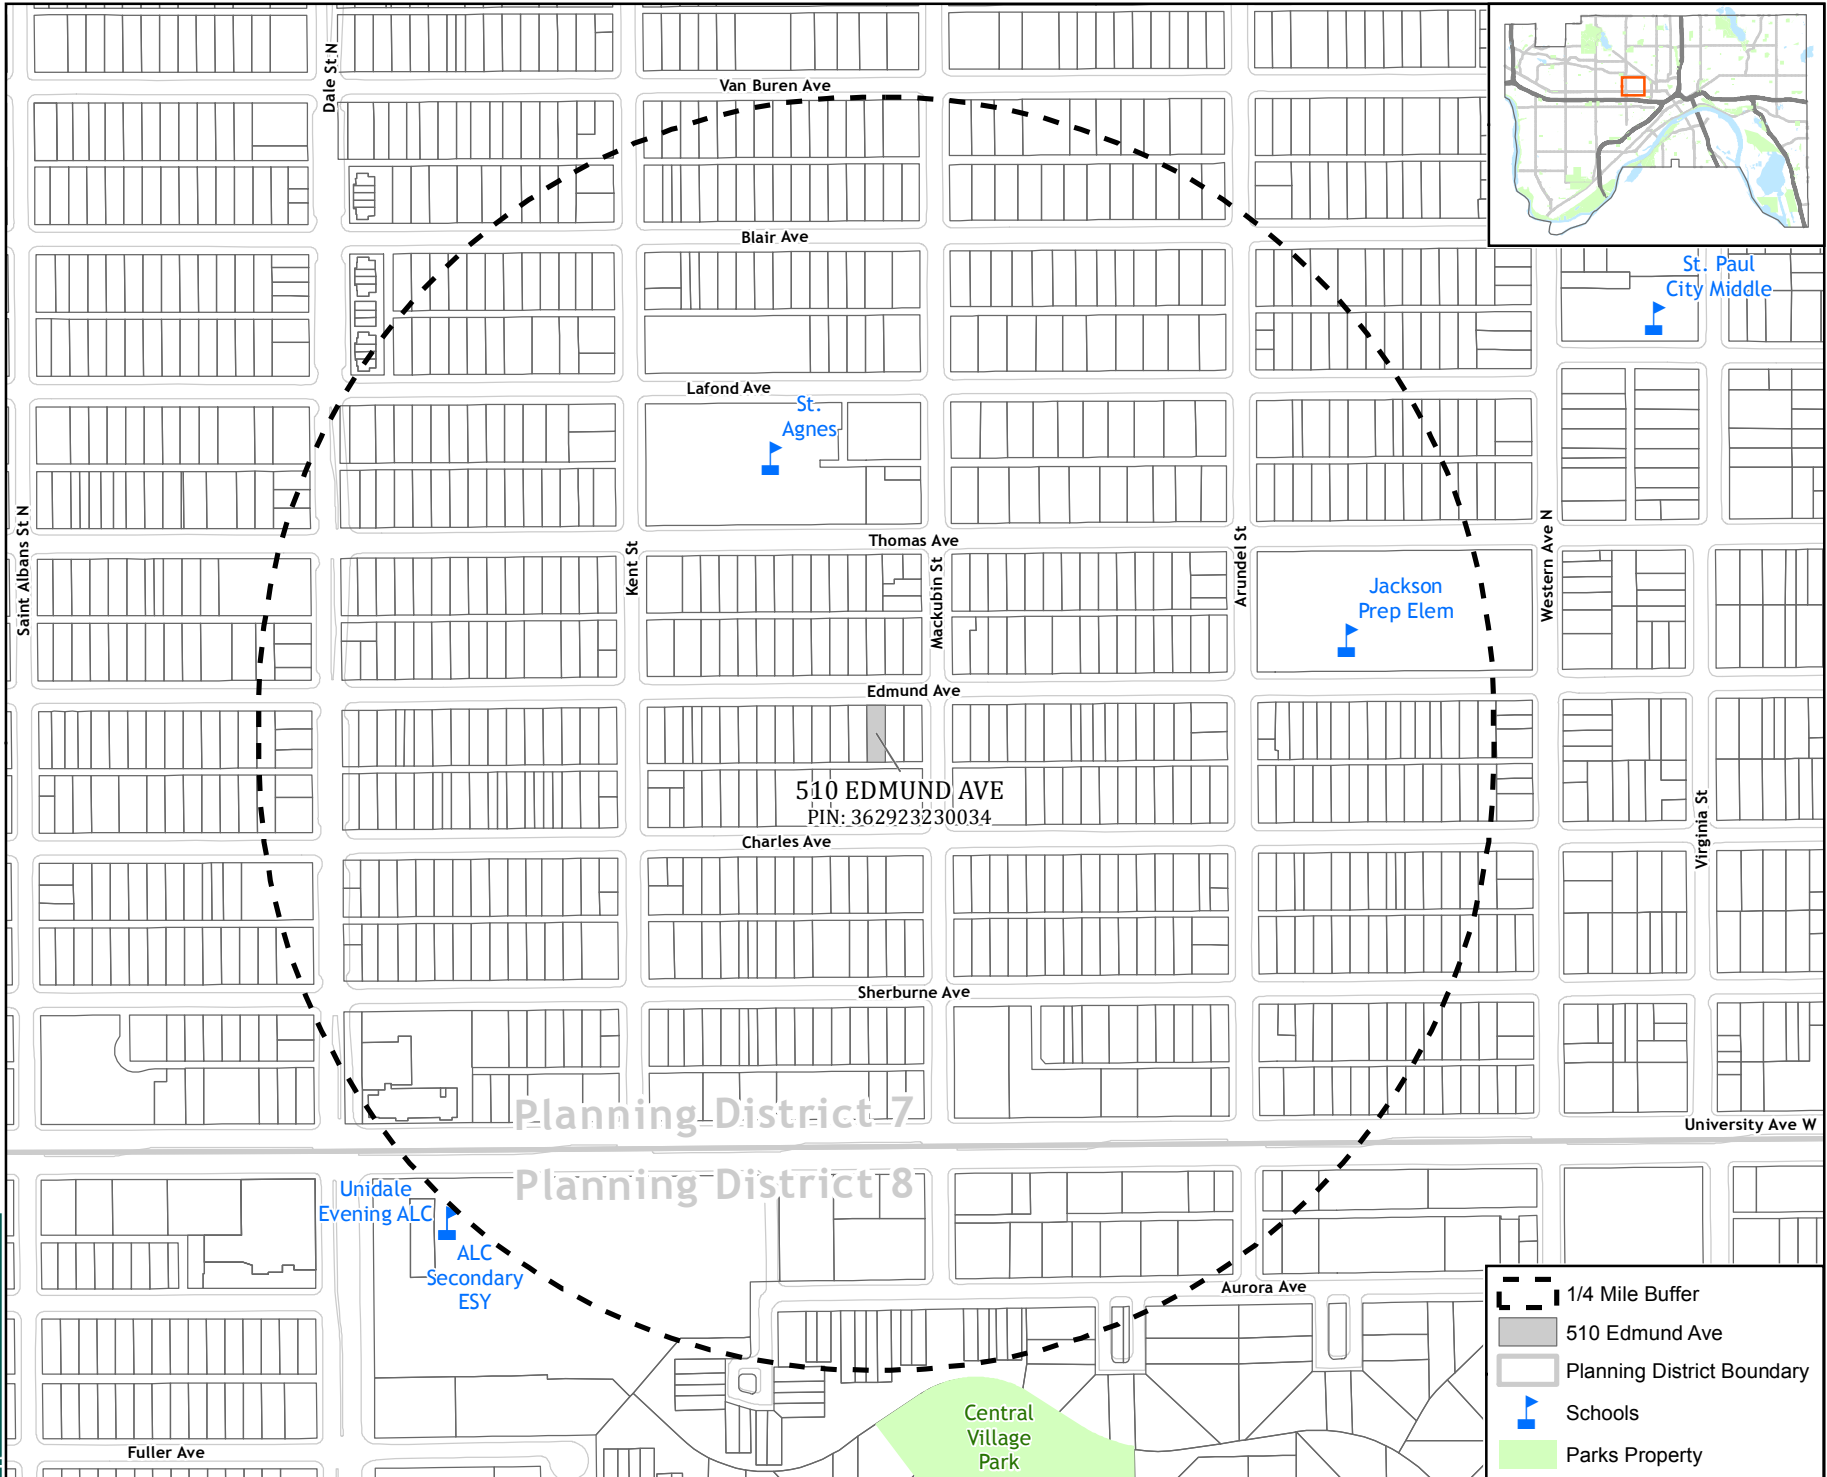 Dale St N
Van Buren Ave
Blair Ave
St. Paul
City Middle
Lafond Ave
St.
Agnes
Saint Albans St N
Kent St
Thomas Ave
Mackubin St
Arundel St
Western Ave N
Jackson
Prep Elem
Edmund Ave
510 EDMUND AVE
PIN: 362923230034
Charles Ave
Virginia St
Sherburne Ave
Planning District 7
University Ave W
Planning District 8
Unidale
Evening ALC
ALC
Secondary
ESY
Aurora Ave
Central
Village
Park
Fuller Ave
1/4 Mile Buffer
510 Edmund Ave
Planning District Boundary
Schools
Parks Property